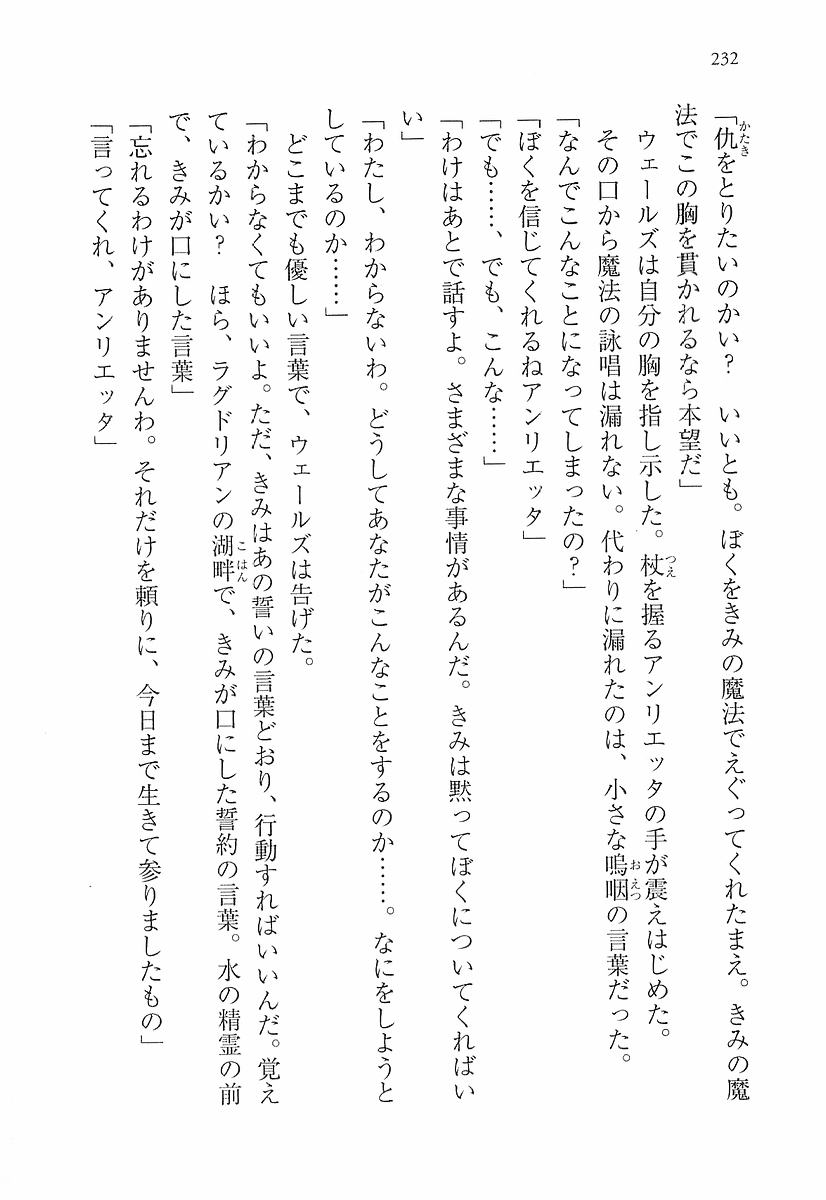 232
「仇をとりたいのかい？　いいとも。ぼくをきみの魔法でえぐってくれたまえ。きみの魔
法でこの胸を貫かれるなら本望だ」
　ウェールズは自分の胸を指し示した。杖を握るアンリエッタの手が震えはじめた。
　その口から魔法の詠唱は漏れない。代わりに漏れたのは、小さな嗚咽の言葉だった。
「なんでこんなことになってしまったの？」
「ぼくを信じてくれるねアンリエッタ」
「でも……、でも、こんな……」
「わけはあとで話すよ。さまざまな事情があるんだ。きみは黙ってぼくについてくればい
い」
「わたし、わからないわ。どうしてあなたがこんなことをするのか……。なにをしようと
しているのか……」
　どこまでも優しい言葉で、ウェールズは告げた。
「わからなくてもいいよ。ただ、きみはあの誓いの言葉どおり、行動すればいいんだ。覚え
ているかい？　ほら、ラグドリアンの湖畔で、きみが口にした誓約の言葉。水の精霊の前
で、きみが口にした言葉」
「忘れるわけがありませんわ。それだけを頼りに、今日まで生きて参りましたもの」
「言ってくれ、アンリエッタ」